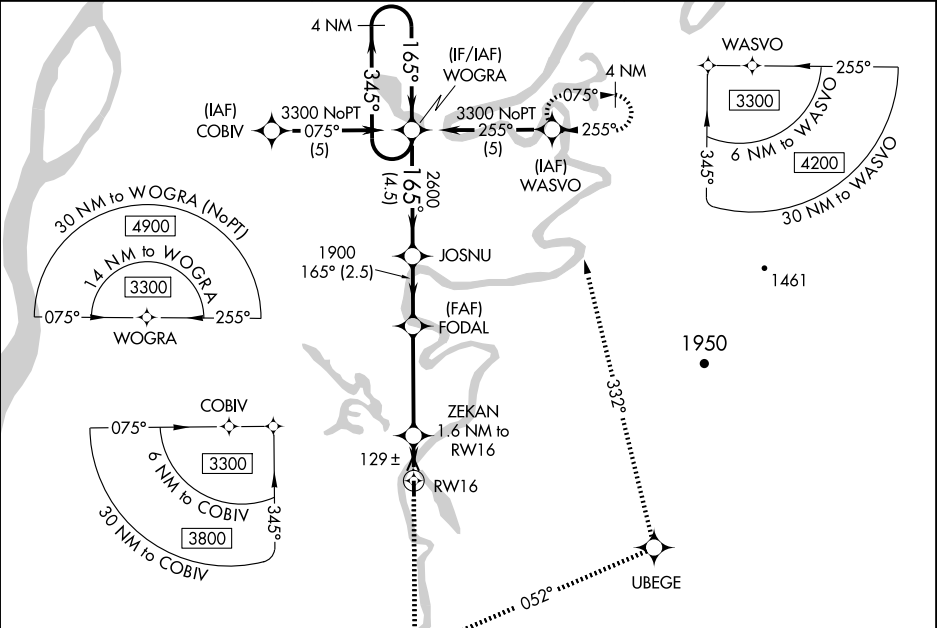 4 NM
165°
345°
(IF/IAF)
WOGRA
(IAF)
COBIV
3300 NoPT
075°
(5)
3300 NoPT
255°
(5)
4 NM
075°
255°
(IAF)
WASVO
WASVO
255°
3300
6 NM to WASVO
4200
345°
30 NM to WASVO
2600
165°
(4.5)
30 NM to WOGRA (NoPT)
4900
14 NM to WOGRA
3300
075°
255°
WOGRA
JOSNU
1900
165° (2.5)
(FAF)
FODAL
1461
1950
332°
COBIV
075°
3300
6 NM to COBIV
3800
345°
30 NM to COBIV
ZEKAN
1.6 NM to
RW16
129 ±
RW16
UBEGE
052°